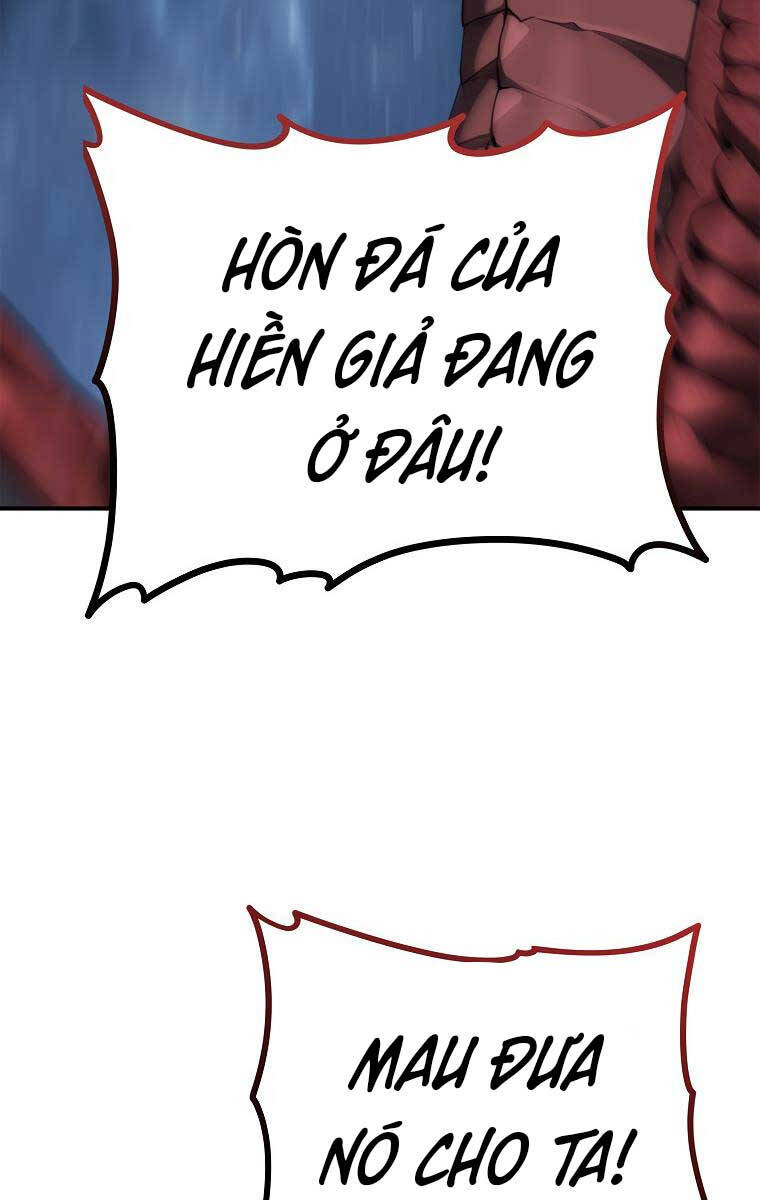 HÒN ĐÁ CỦA
HIỀN GIẢ ĐANG
Ở ĐÂU!
MAU ĐƯA
NÓ CHO TA!